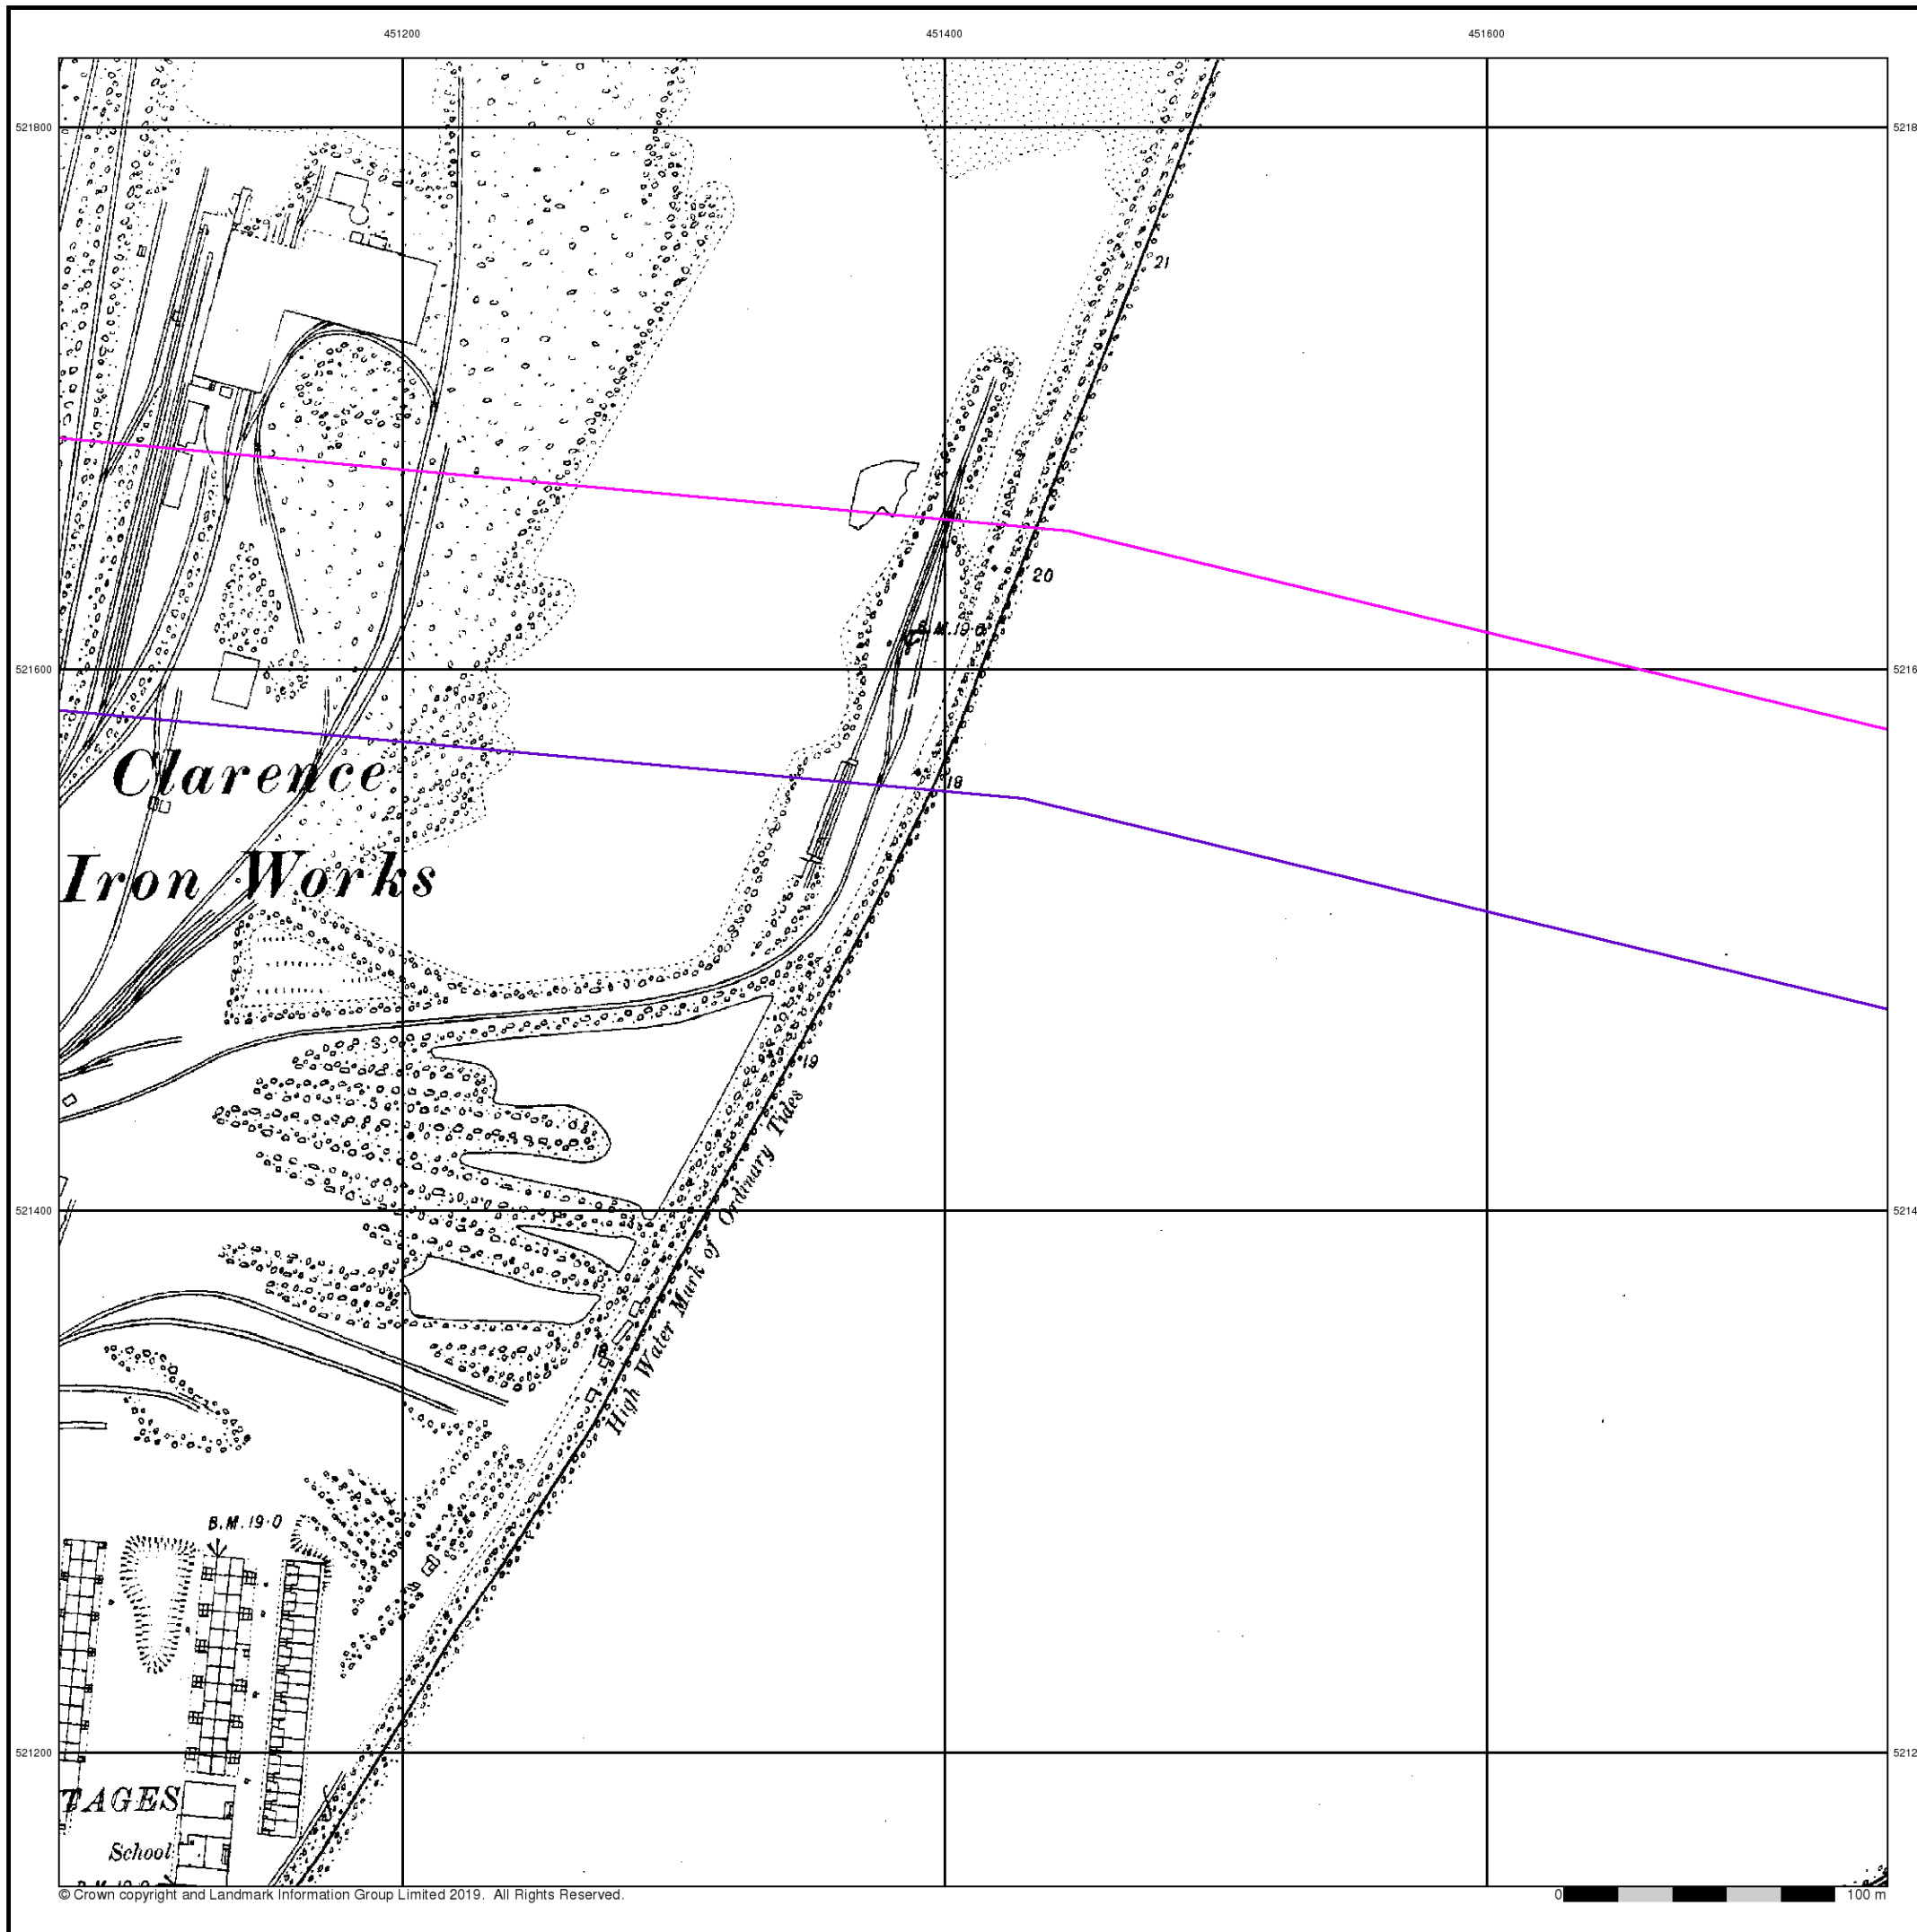 451200 451400 451600
521800 5218
21
20
B.M. 19·0
521600 5216
Clarence
18
Iron Works
19
521400 5214
High Water Mark of Ordinary Tides
B.M. 19·0
521200 5212
TAGES
School
© Crown copyright and Landmark Information Group Limited 2019. All Rights Reserved.
0 100 m